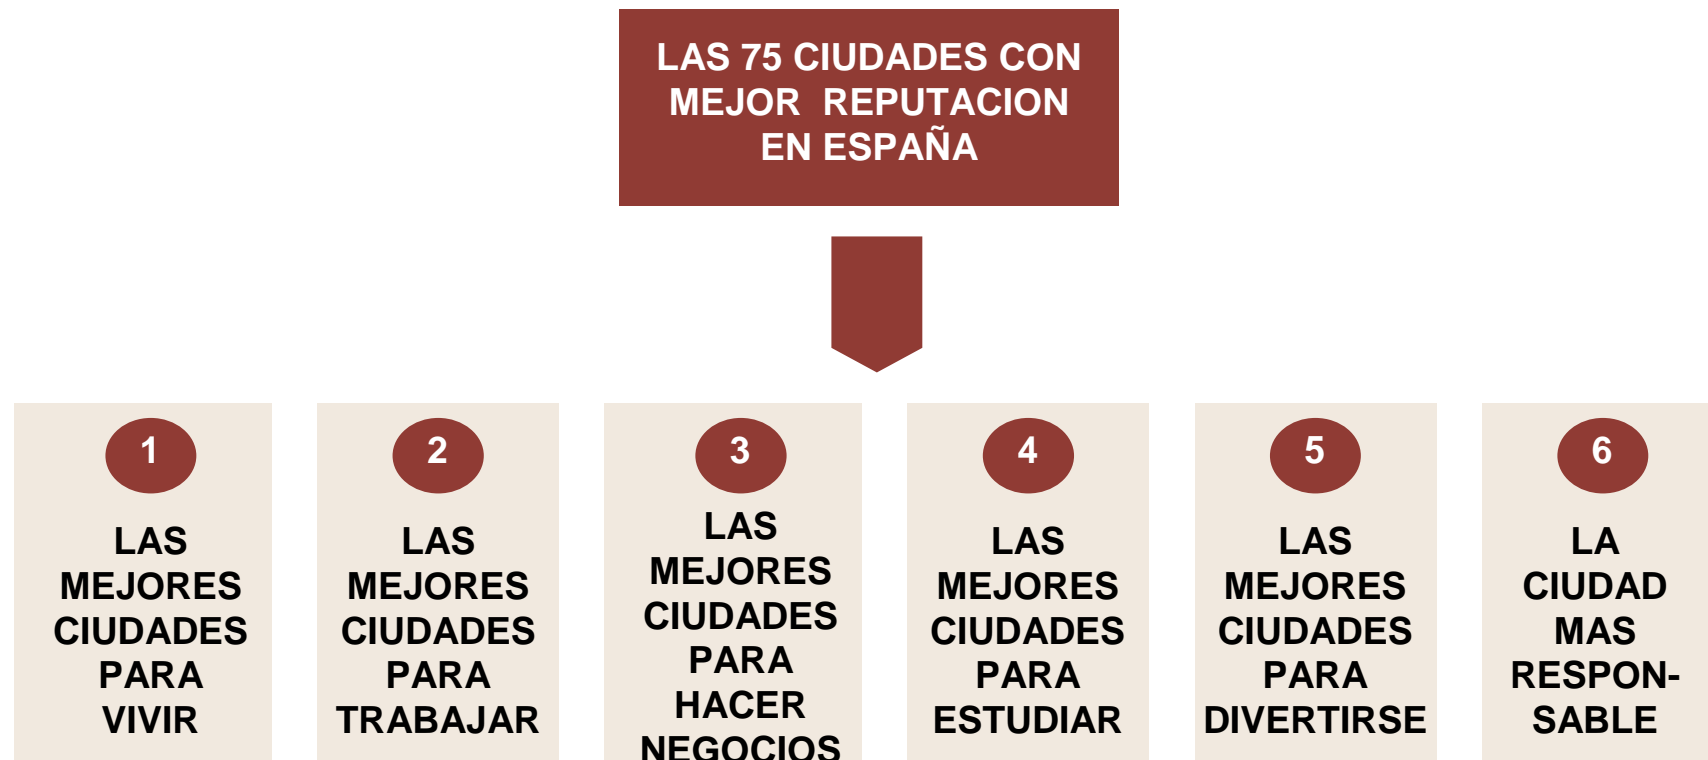 LAS 75 CIUDADES CON
MEJOR REPUTACION
EN ESPAÑA
1
LAS
MEJORES
CIUDADES
PARA
VIVIR
2
LAS
MEJORES
CIUDADES
PARA
TRABAJAR
3
LAS
MEJORES
CIUDADES
PARA
HACER
NEGOCIOS
4
LAS
MEJORES
CIUDADES
PARA
ESTUDIAR
5
LAS
MEJORES
CIUDADES
PARA
DIVERTIRSE
6
LA
CIUDAD
MAS
RESPON-
SABLE